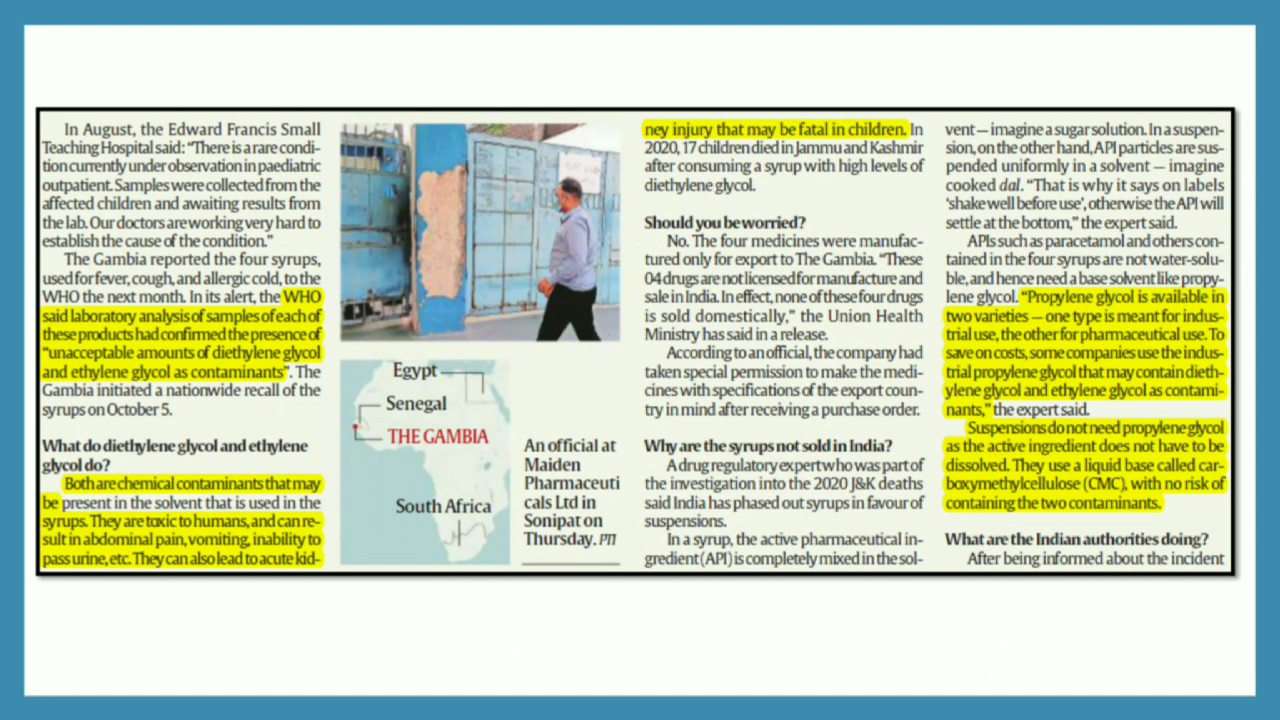 In August, the Edward Francis Small
Teaching Hospital said: “There is a rare condi-
tion currently under observation in paediatric
outpatient. Samples were collected from the
affected children and awaiting results from
the lab. Our doctors are working very hard to
establish the cause of the condition.”
The Gambia reported the four syrups,
used for fever, cough, and allergic cold, to the
WHO the next month. In its alert, the WHO
said laboratory analysis of samples of each of
these products had confirmed the presence of
“unacceptable amounts of diethylene glycol
and ethylene glycol as contaminants”. The
Gambia initiated a nationwide recall of the
syrups on October 5.
What do diethylene glycol and ethylene
glycol do?
Both are chemical contaminants that may
be present in the solvent that is used in the
syrups. They are toxic to humans, and can re-
sult in abdominal pain, vomiting, inability to
pass urine, etc. They can also lead to acute kid-
Egypt
Senegal
THE GAMBIA
South Africa
An official at
Maiden
Pharmaceuti
cals Ltd in
Sonipat on
Thursday. PTI
ney injury that may be fatal in children. In
2020, 17 children died in Jammu and Kashmir
after consuming a syrup with high levels of
diethylene glycol.
Should you be worried?
No. The four medicines were manufac-
tured only for export to The Gambia. “These
04 drugs are not licensed for manufacture and
sale in India. In effect, none of these four drugs
is sold domestically,” the Union Health
Ministry has said in a release.
According to an official, the company had
taken special permission to make the medi-
cines with specifications of the export coun-
try in mind after receiving a purchase order.
Why are the syrups not sold in India?
A drug regulatory expert who was part of
the investigation into the 2020 J&K deaths
said India has phased out syrups in favour of
suspensions.
In a syrup, the active pharmaceutical in-
gredient (API) is completely mixed in the sol-
vent — imagine a sugar solution. In a suspen-
sion, on the other hand, API particles are sus-
pended uniformly in a solvent — imagine
cooked dal. “That is why it says on labels
‘shake well before use’, otherwise the API will
settle at the bottom,” the expert said.
APIs such as paracetamol and others con-
tained in the four syrups are not water-solu-
ble, and hence need a base solvent like propy-
lene glycol. “Propylene glycol is available in
two varieties — one type is meant for indus-
trial use, the other for pharmaceutical use. To
save on costs, some companies use the indus-
trial propylene glycol that may contain dieth-
ylene glycol and ethylene glycol as contami-
nants,” the expert said.
Suspensions do not need propylene glycol
as the active ingredient does not have to be
dissolved. They use a liquid base called car-
boxymethylcellulose (CMC), with no risk of
containing the two contaminants.
What are the Indian authorities doing?
After being informed about the incident